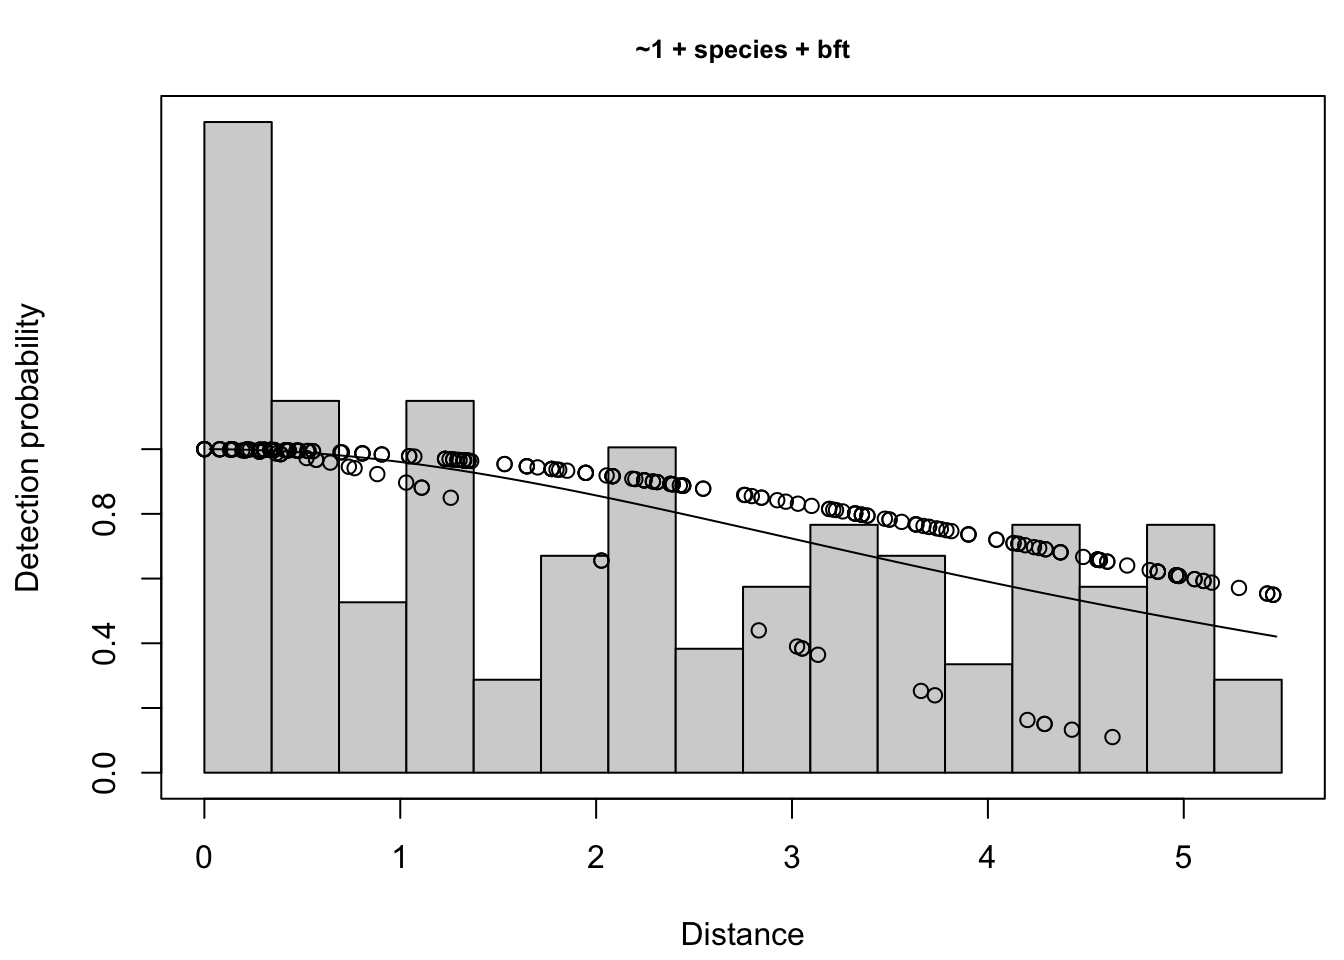 ~1 + species + bft
Detection probability
0.8
0.4
0.0
0 1 2 3 4 5
Distance